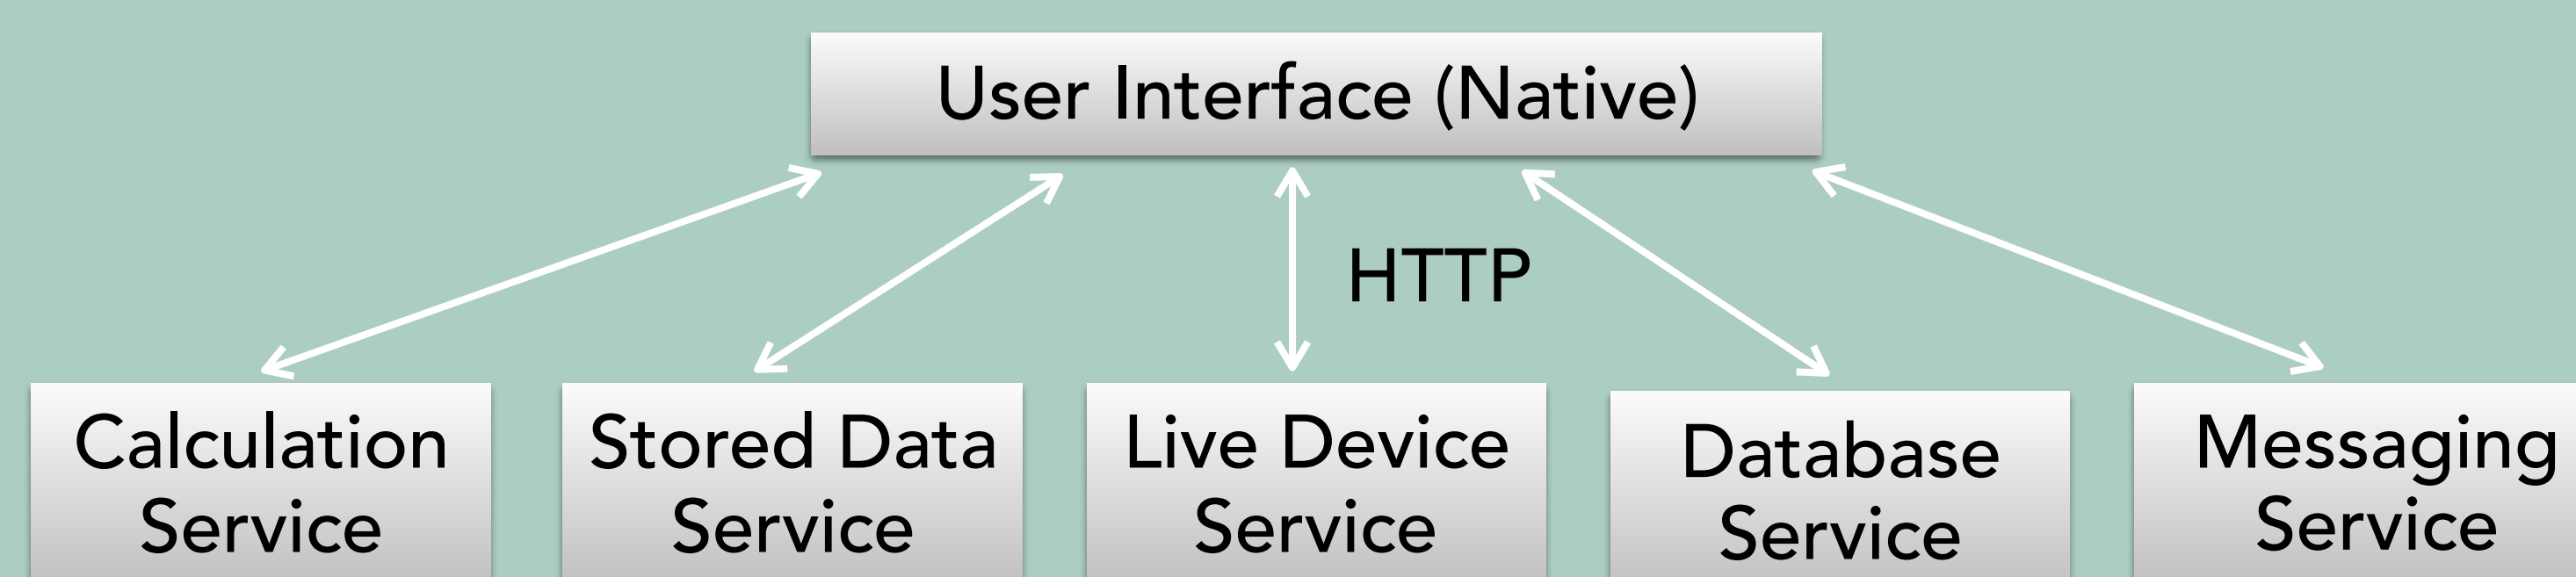 User Interface (Native)
HTTP
Calculation
Service
Stored Data
Service
Live Device
Service
Database
Service
Messaging
Service